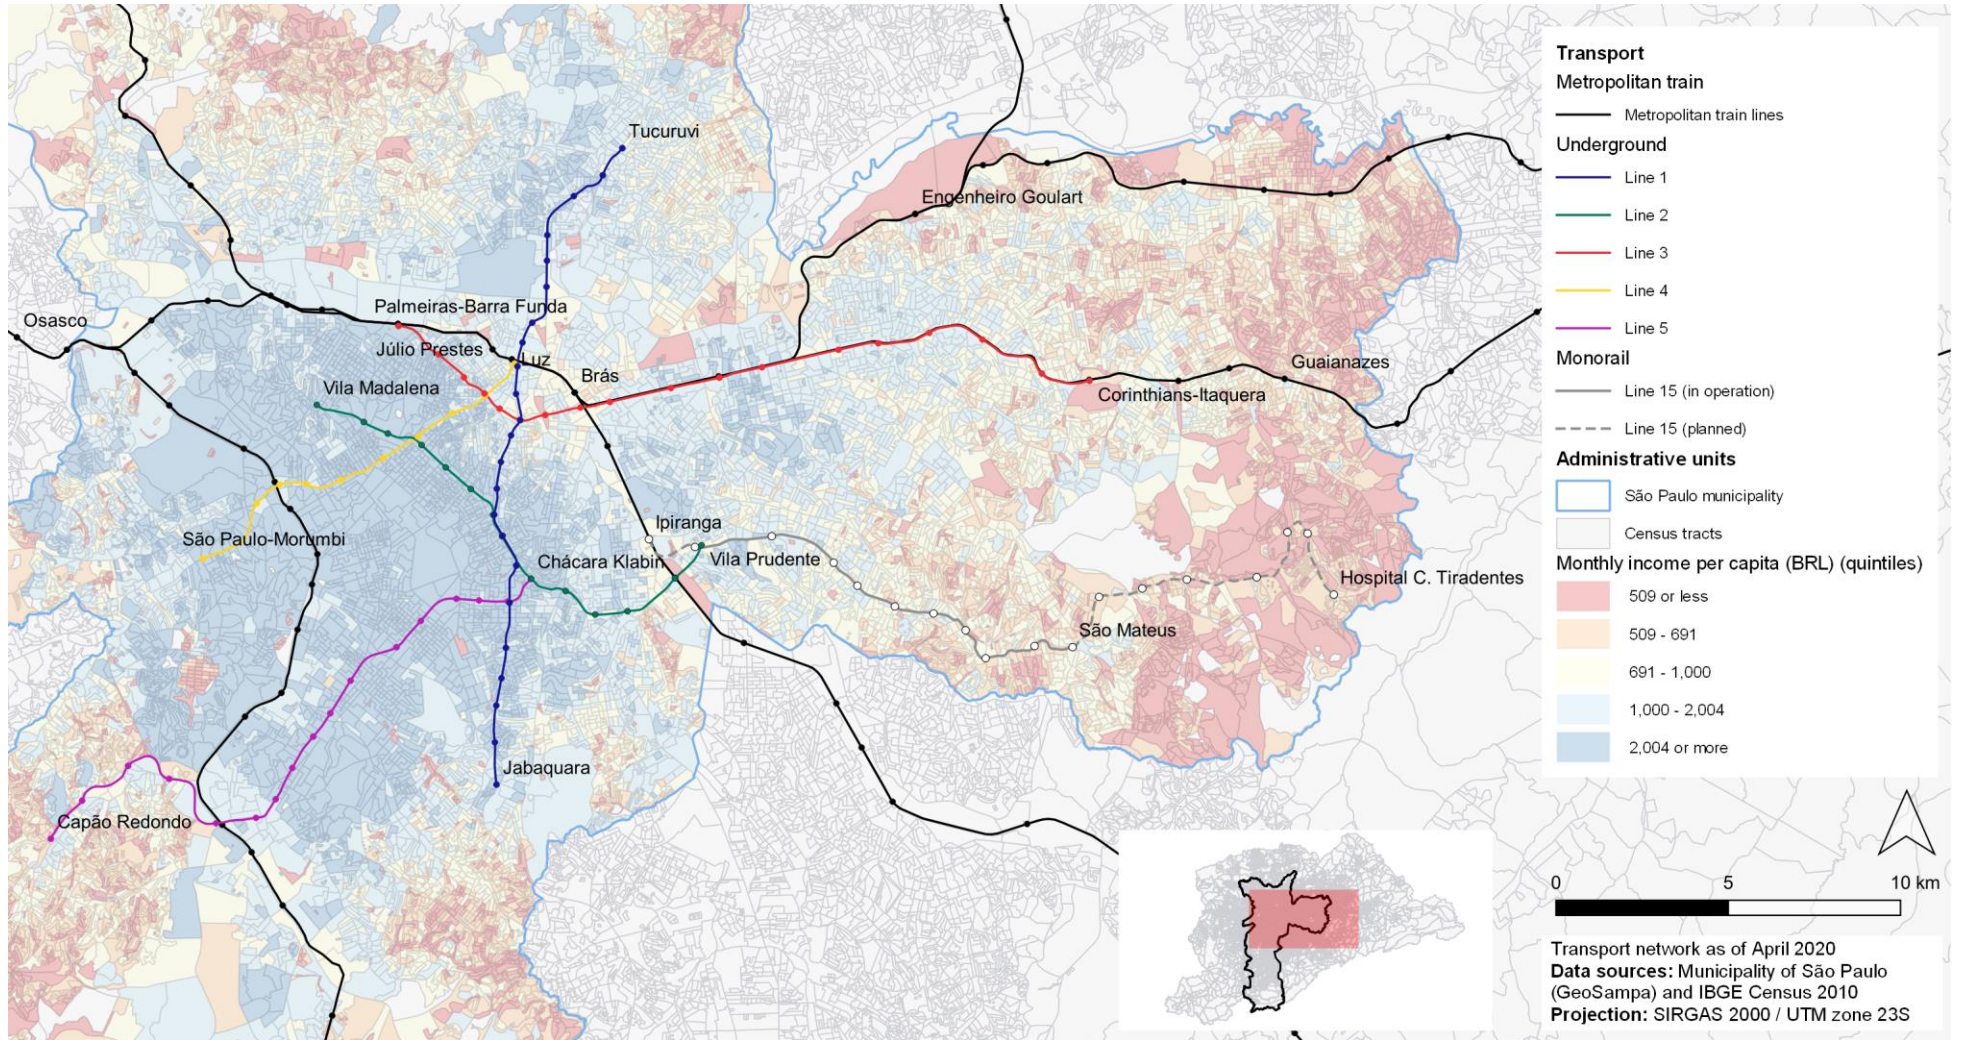 Tucuruvi
Engenheiro Goulart
Palmeiras-Barra Funda
Osasco
Júlio Prestes
Luz
Brás
Guaianazes
Vila Madalena
Corinthians-Itaquera
São Paulo-Morumbi
Ipiranga
Chácara Klabin
Vila Prudente
Hospital C. Tiradentes
São Mateus
Jabaquara
Capão Redondo
Transport
Metropolitan train
Metropolitan train lines
Underground
Line 1
Line 2
Line 3
Line 4
Line 5
Monorail
Line 15 (in operation)
Line 15 (planned)
Administrative units
São Paulo municipality
Census tracts
Monthly income per capita (BRL) (quintiles)
509 or less
509 - 691
691 - 1,000
1,000 - 2,004
2,004 or more
0 5 10 km
Transport network as of April 2020
Data sources: Municipality of São Paulo
(GeoSampa) and IBGE Census 2010
Projection: SIRGAS 2000 / UTM zone 23S